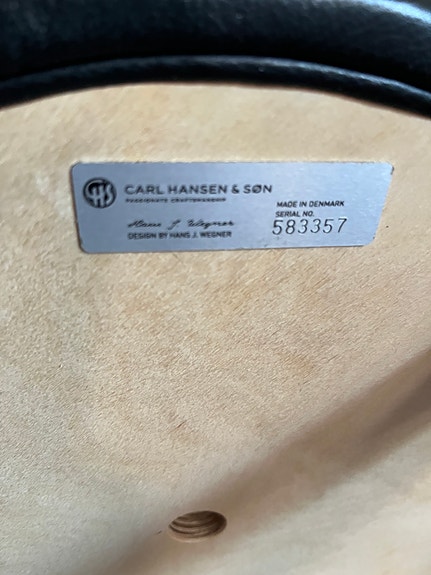 CHS CARL HANSEN & SØN
PASSIONATE CRAFTSMANSHIP
Hans J. Wegner
DESIGN BY HANS J. WEGNER
MADE IN DENMARK
SERIAL NO.
583357